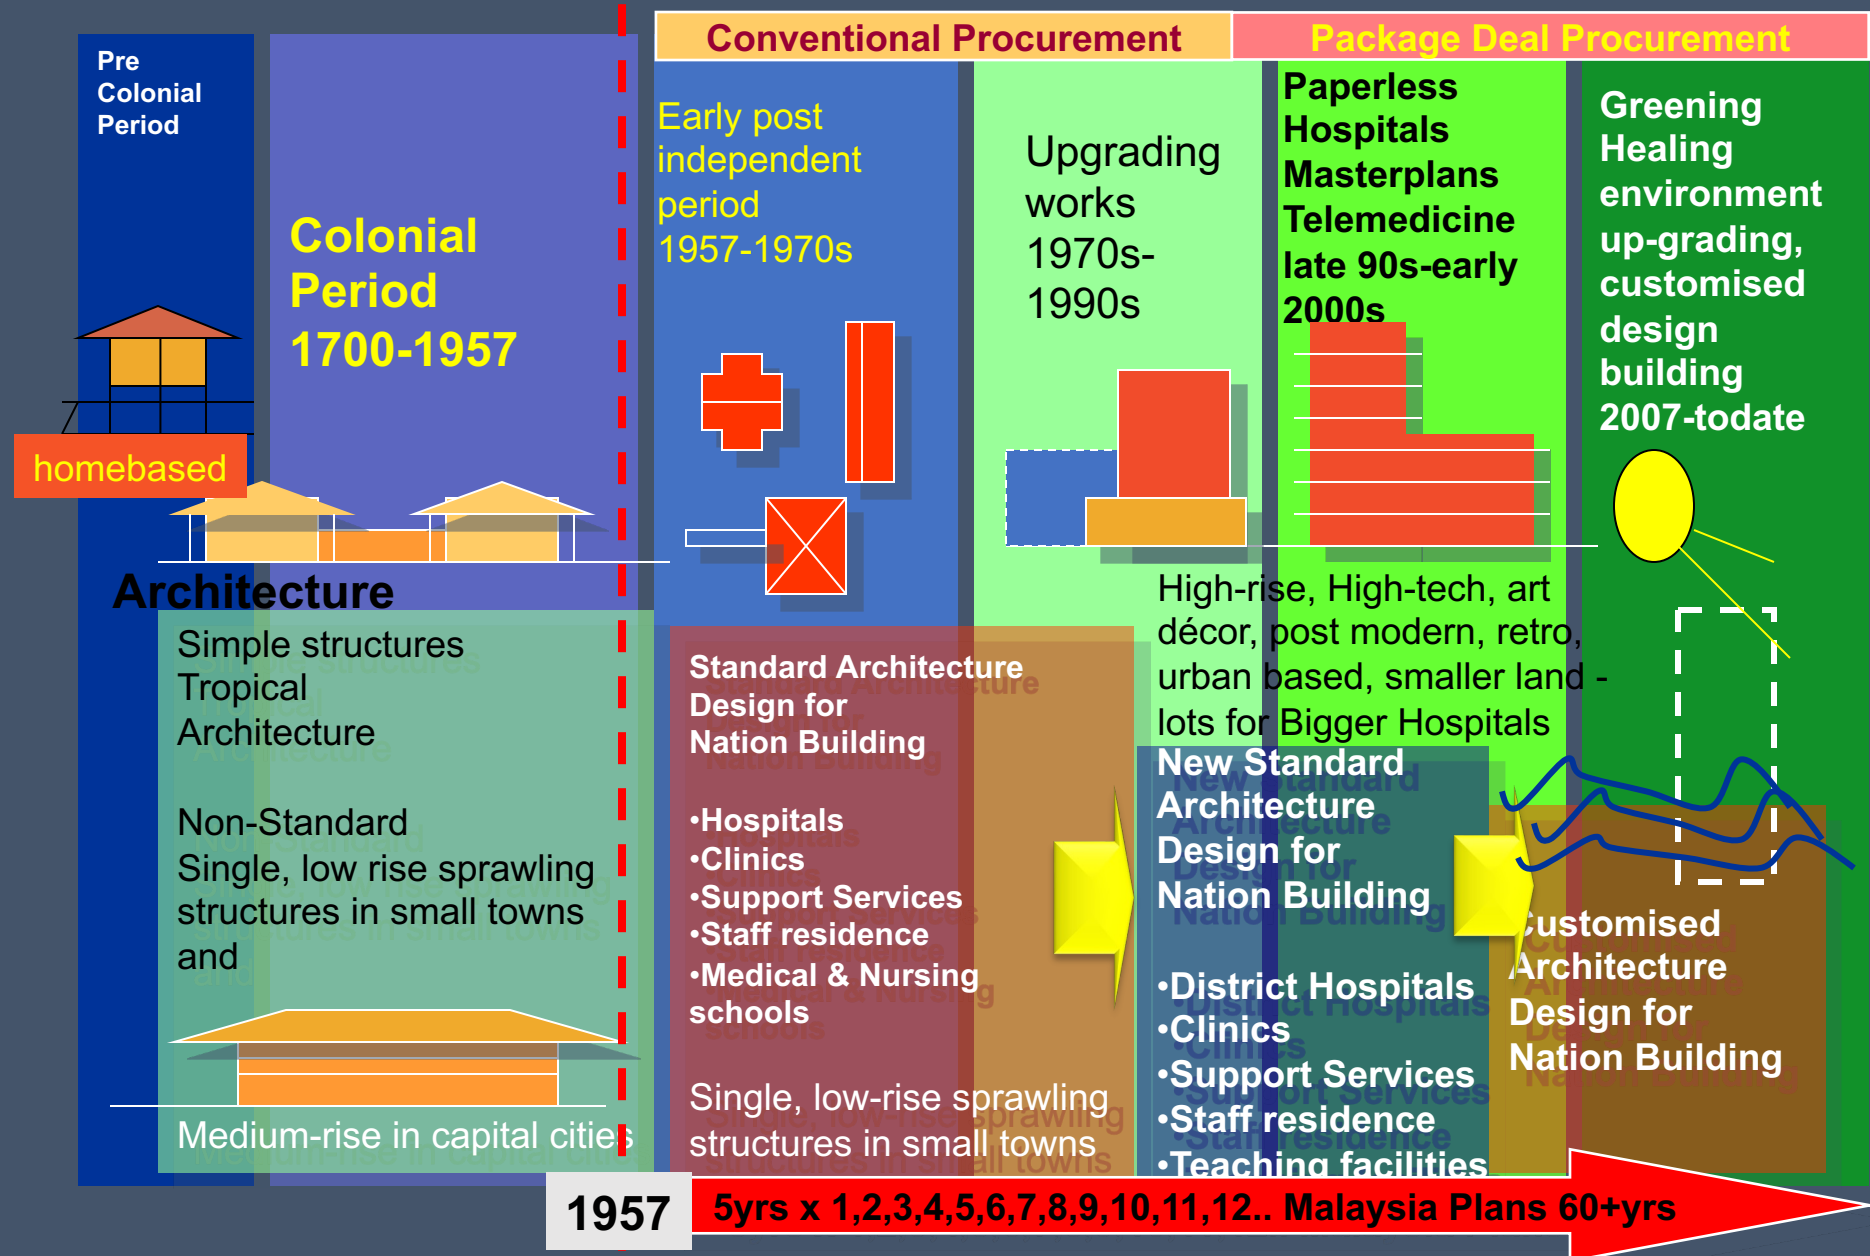 Conventional Procurement
Package Deal Procurement
Pre
Colonial
Period
homebased
Colonial
Period
1700-1957
Early post
independent
period
1957-1970s
Upgrading
works
1970s-
1990s
Paperless
Hospitals
Masterplans
Telemedicine
late 90s-early
2000s
Greening
Healing
environment
up-grading,
customised
design
building
2007-todate
Architecture
Simple structures
Tropical
Architecture
Non-Standard
Single, low rise sprawling
structures in small towns
and
Medium-rise in capital cities
Standard Architecture
Design for
Nation Building
•Hospitals
•Clinics
•Support Services
•Staff residence
•Medical & Nursing
schools
Single, low-rise sprawling
structures in small towns
High-rise, High-tech, art
décor, post modern, retro,
urban based, smaller land -
lots for Bigger Hospitals
New Standard
Architecture
Design for
Nation Building
•District Hospitals
•Clinics
•Support Services
•Staff residence
•Teaching facilities
Customised
Architecture
Design for
Nation Building
1957
5yrs x 1,2,3,4,5,6,7,8,9,10,11,12.. Malaysia Plans 60+yrs